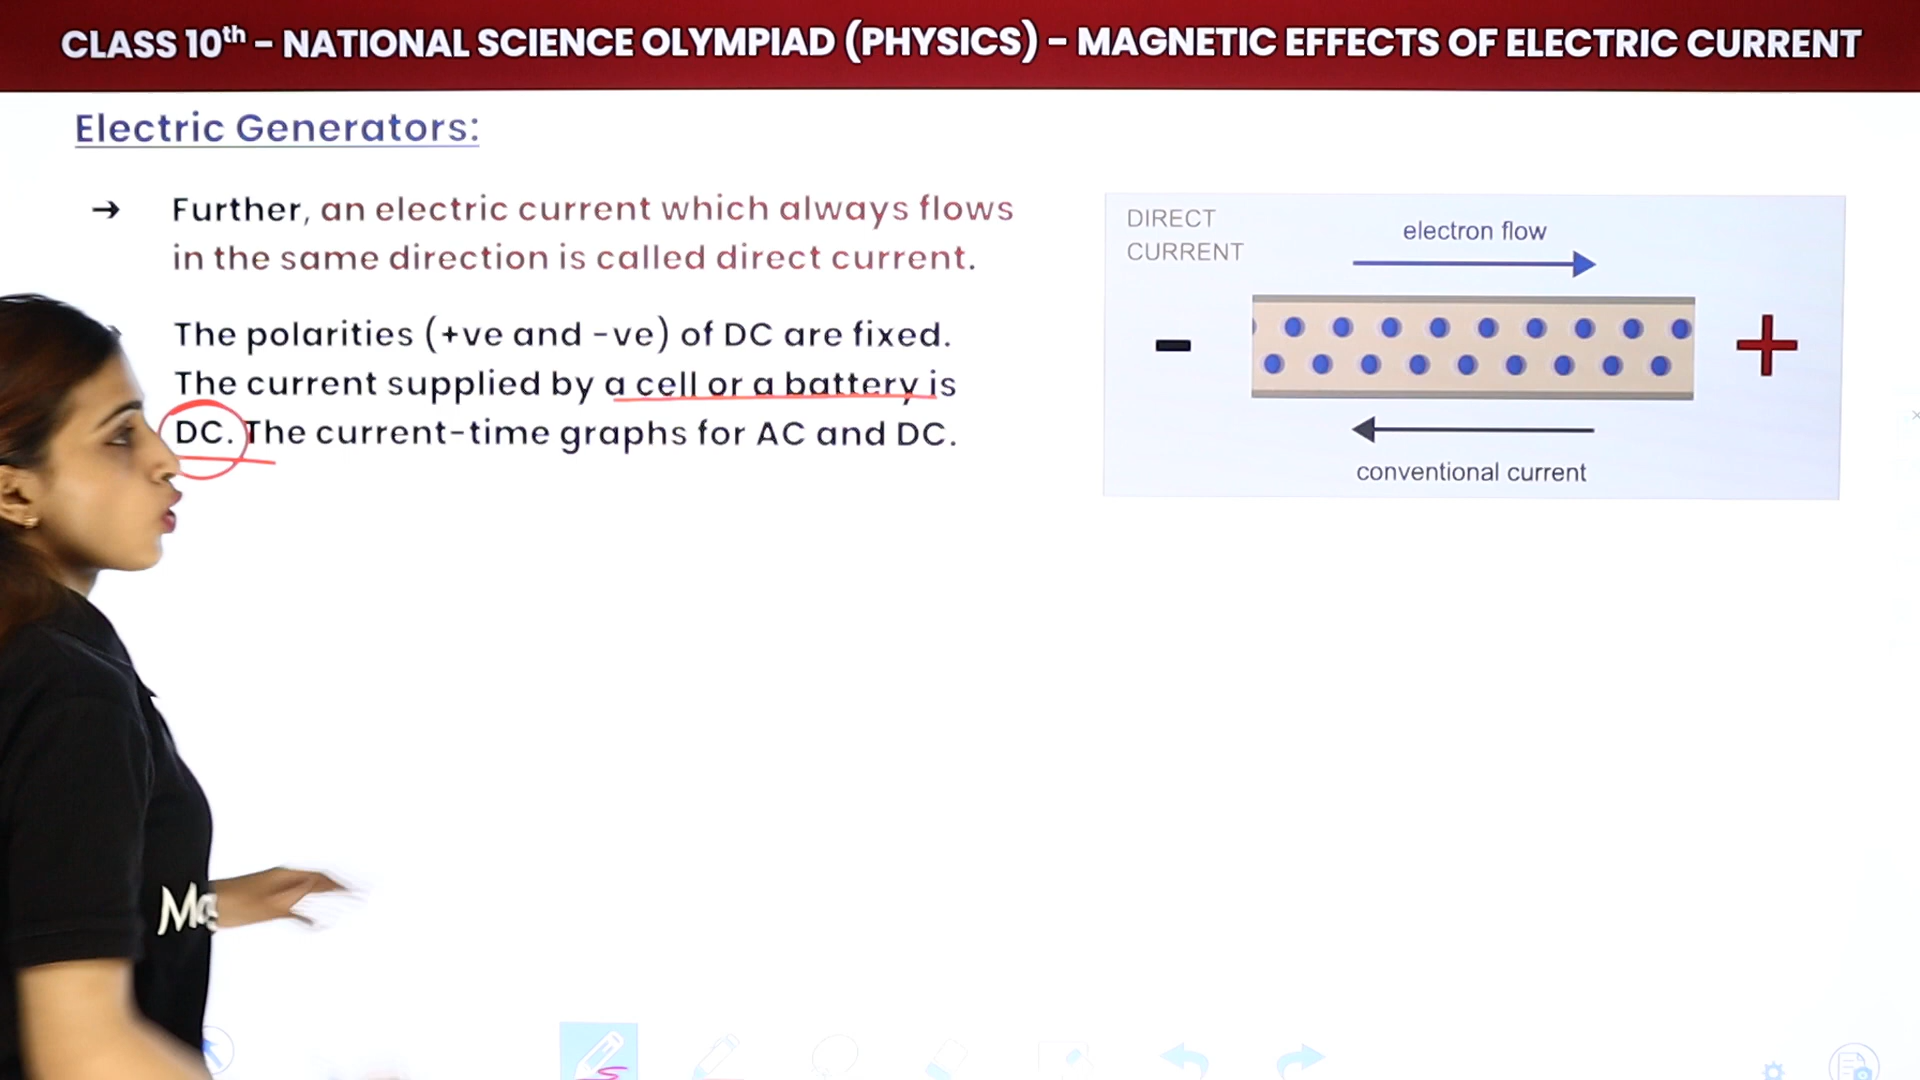 CLASS 10th – NATIONAL SCIENCE OLYMPIAD (PHYSICS) – MAGNETIC EFFECTS OF ELECTRIC CURRENT
Electric Generators:
→ Further, an electric current which always flows
in the same direction is called direct current.
The polarities (+ve and -ve) of DC are fixed.
The current supplied by a cell or a battery is
DC. The current-time graphs for AC and DC.
DIRECT
CURRENT
electron flow
- +
conventional current